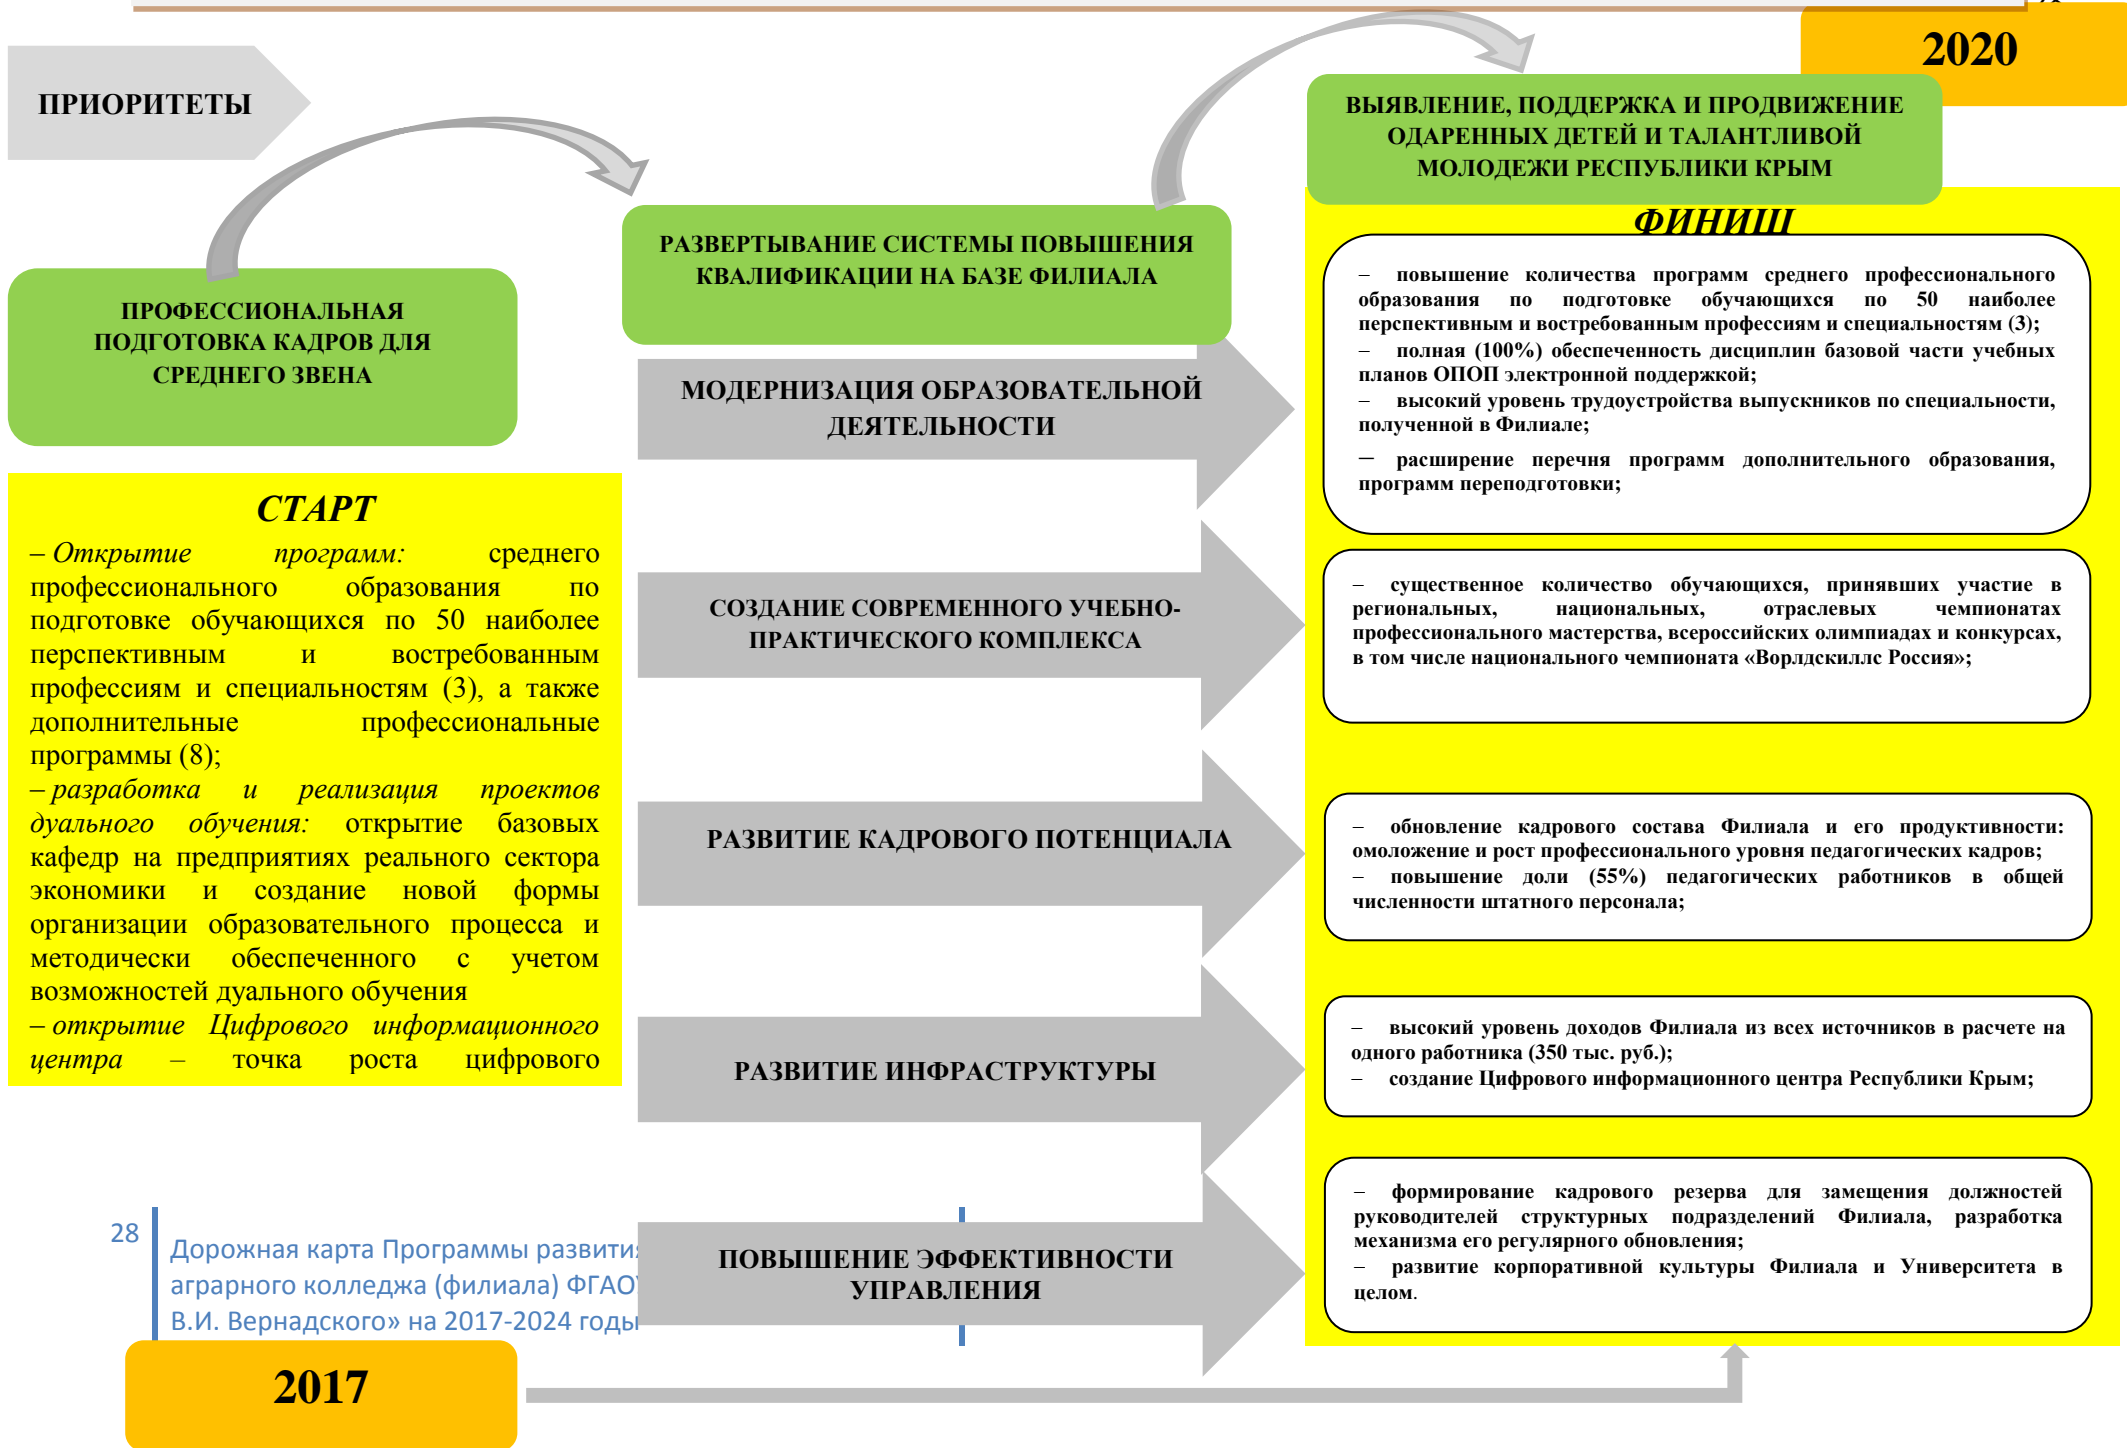 2020
ПРИОРИТЕТЫ
ПРОФЕССИОНАЛЬНАЯ
ПОДГОТОВКА КАДРОВ ДЛЯ
СРЕДНЕГО ЗВЕНА
РАЗВЕРТЫВАНИЕ СИСТЕМЫ ПОВЫШЕНИЯ
КВАЛИФИКАЦИИ НА БАЗЕ ФИЛИАЛА
ВЫЯВЛЕНИЕ, ПОДДЕРЖКА И ПРОДВИЖЕНИЕ
ОДАРЕННЫХ ДЕТЕЙ И ТАЛАНТЛИВОЙ
МОЛОДЕЖИ РЕСПУБЛИКИ КРЫМ
СТАРТ
– Открытие программ: среднего
профессионального образования по
подготовке обучающихся по 50 наиболее
перспективным и востребованным
профессиям и специальностям (3), а также
дополнительные профессиональные
программы (8);
– разработка и реализация проектов
дуального обучения: открытие базовых
кафедр на предприятиях реального сектора
экономики и создание новой формы
организации образовательного процесса и
методически обеспеченного с учетом
возможностей дуального обучения
– открытие Цифрового информационного
центра – точка роста цифрового
МОДЕРНИЗАЦИЯ ОБРАЗОВАТЕЛЬНОЙ
ДЕЯТЕЛЬНОСТИ
СОЗДАНИЕ СОВРЕМЕННОГО УЧЕБНО-
ПРАКТИЧЕСКОГО КОМПЛЕКСА
РАЗВИТИЕ КАДРОВОГО ПОТЕНЦИАЛА
РАЗВИТИЕ ИНФРАСТРУКТУРЫ
ПОВЫШЕНИЕ ЭФФЕКТИВНОСТИ
УПРАВЛЕНИЯ
ФИНИШ
– повышение количества программ среднего профессионального
образования по подготовке обучающихся по 50 наиболее
перспективным и востребованным профессиям и специальностям (3);
– полная (100%) обеспеченность дисциплин базовой части учебных
планов ОПОП электронной поддержкой;
– высокий уровень трудоустройства выпускников по специальности,
полученной в Филиале;
– расширение перечня программ дополнительного образования,
программ переподготовки;
– существенное количество обучающихся, принявших участие в
региональных, национальных, отраслевых чемпионатах
профессионального мастерства, всероссийских олимпиадах и конкурсах,
в том числе национального чемпионата «Ворлдскиллс Россия»;
– обновление кадрового состава Филиала и его продуктивности:
омоложение и рост профессионального уровня педагогических кадров;
– повышение доли (55%) педагогических работников в общей
численности штатного персонала;
– высокий уровень доходов Филиала из всех источников в расчете на
одного работника (350 тыс. руб.);
– создание Цифрового информационного центра Республики Крым;
– формирование кадрового резерва для замещения должностей
руководителей структурных подразделений Филиала, разработка
механизма его регулярного обновления;
– развитие корпоративной культуры Филиала и Университета в
целом.
28
Дорожная карта Программы
аграрного колледжа (филиала)
В.И. Вернадского» на 2017-2024 годы
2017